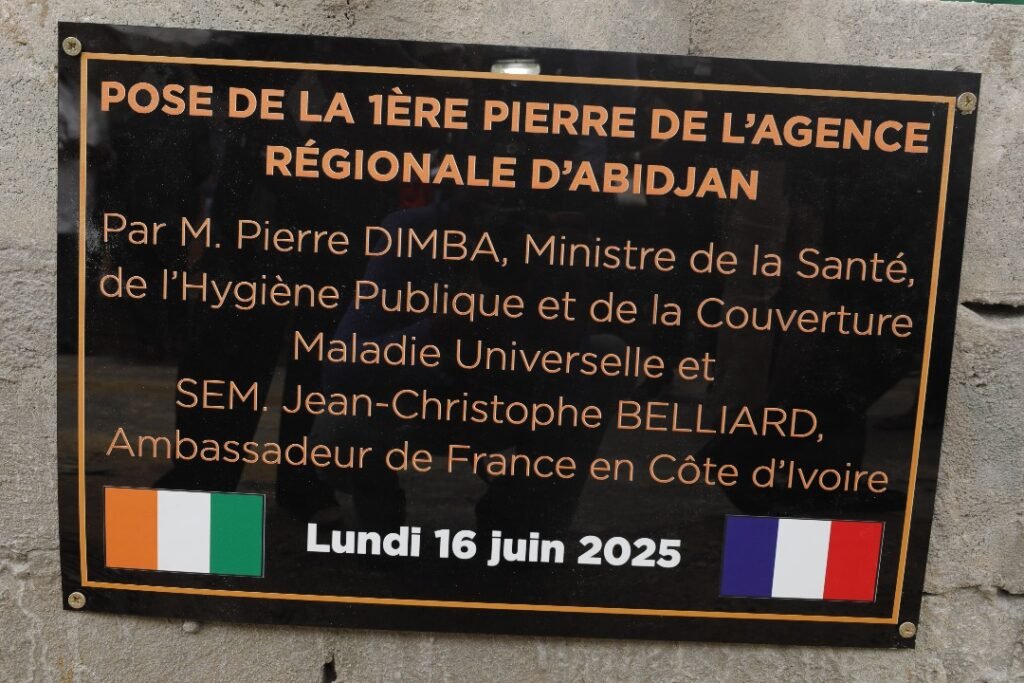 POSE DE LA 1ÈRE PIERRE DE L'AGENCE
RÉGIONALE D'ABIDJAN
Par M. Pierre DIMBA, Ministre de la Santé,
de l'Hygiène Publique et de la Couverture
Maladie Universelle et
SEM. Jean-Christophe BELLIARD,
Ambassadeur de France en Côte d'Ivoire
Lundi 16 juin 2025